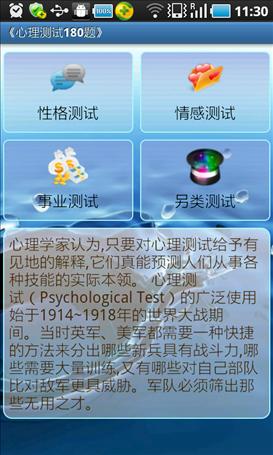 11:30
《心理测试180题》
性格测试
情感测试
事业测试
另类测试
心理学家认为,只要对心理测试给予有
见地的解释,它们真能预测人们从事各
种技能的实际本领。 心理测
试 ( Psychological Test ) 的广泛使用
始于1914~1918年的世界大战期
间。当时英军、美军都需要一种快捷
的方法来分出哪些新兵具有战斗力,哪
些需要大量训练,又有哪些对自己部队
比对敌军更具威胁。军队必须筛出那
些无用之才。